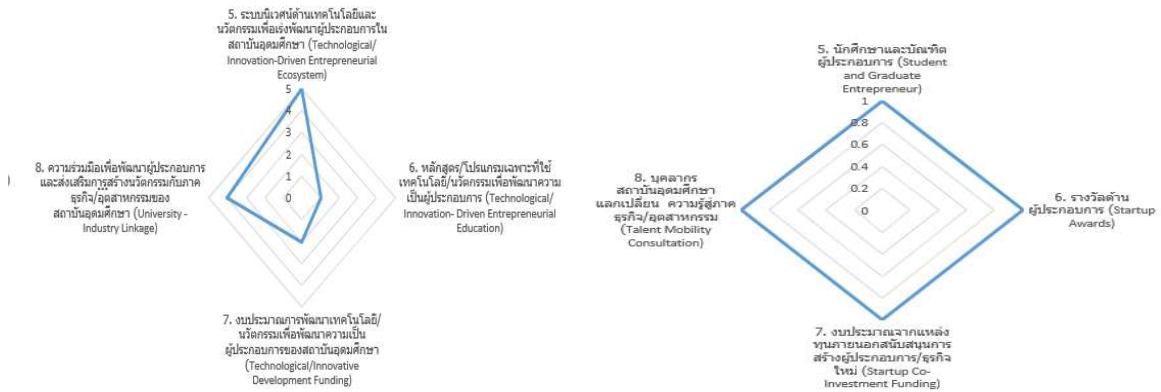 5. ระบบนิเวศน์ด้านเทคโนโลยีและ
นวัตกรรมเพื่อเร่งพัฒนาผู้ประกอบการใน
สถาบันอุดมศึกษา (Technological/
Innovation-Driven Entrepreneurial
Ecosystem)
5
4
3
2
1
0
6. หลักสูตร/โปรแกรมเฉพาะที่ใช้
เทคโนโลยี/นวัตกรรมเพื่อพัฒนาความ
เป็นผู้ประกอบการ (Technological/
Innovation- Driven Entrepreneurial
Education)
7. งบประมาณการพัฒนาเทคโนโลยี/
นวัตกรรมเพื่อพัฒนาความเป็น
ผู้ประกอบการของสถาบันอุดมศึกษา
(Technological/Innovative
Development Funding)
8. ความร่วมมือเพื่อพัฒนาผู้ประกอบการ
และส่งเสริมการสร้างนวัตกรรมกับภาค
ธุรกิจ/อุตสาหกรรมของ
สถาบันอุดมศึกษา (University -
Industry Linkage)
)
5. นักศึกษาและบัณฑิต
ผู้ประกอบการ (Student
and Graduate
Entrepreneur)
1
0.8
0.6
0.4
0.2
0
6. รางวัลด้าน
ผู้ประกอบการ (Startup
Awards)
7. งบประมาณจากแหล่ง
ทุนภายนอกสนับสนุนการ
สร้างผู้ประกอบการ/ธุรกิจ
ใหม่ (Startup Co-
Investment Funding)
8. บุคลากร
สถาบันอุดมศึกษา
แลกเปลี่ยน ความรู้สู่ภาค
ธุรกิจ/อุตสาหกรรม
(Talent Mobility
Consultation)